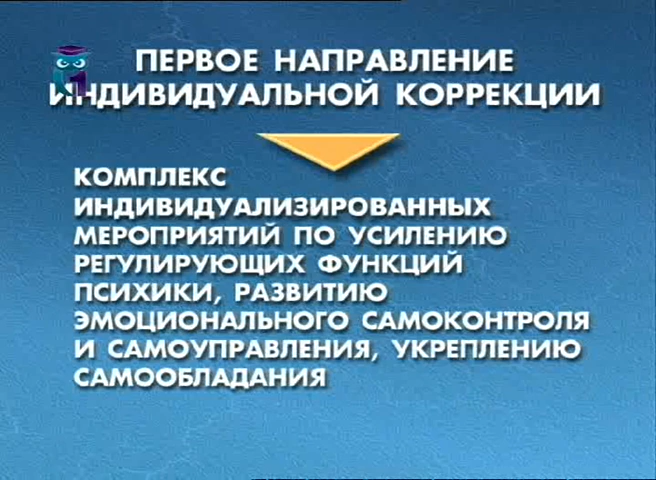 ПЕРВОЕ НАПРАВЛЕНИЕ
ИНДИВИДУАЛЬНОЙ КОРРЕКЦИИ
КОМПЛЕКС
ИНДИВИДУАЛИЗИРОВАННЫХ
МЕРОПРИЯТИЙ ПО УСИЛЕНИЮ
РЕГУЛИРУЮЩИХ ФУНКЦИЙ
ПСИХИКИ, РАЗВИТИЮ
ЭМОЦИОНАЛЬНОГО САМОКОНТРОЛЯ
И САМОУПРАВЛЕНИЯ, УКРЕПЛЕНИЮ
САМООБЛАДАНИЯ